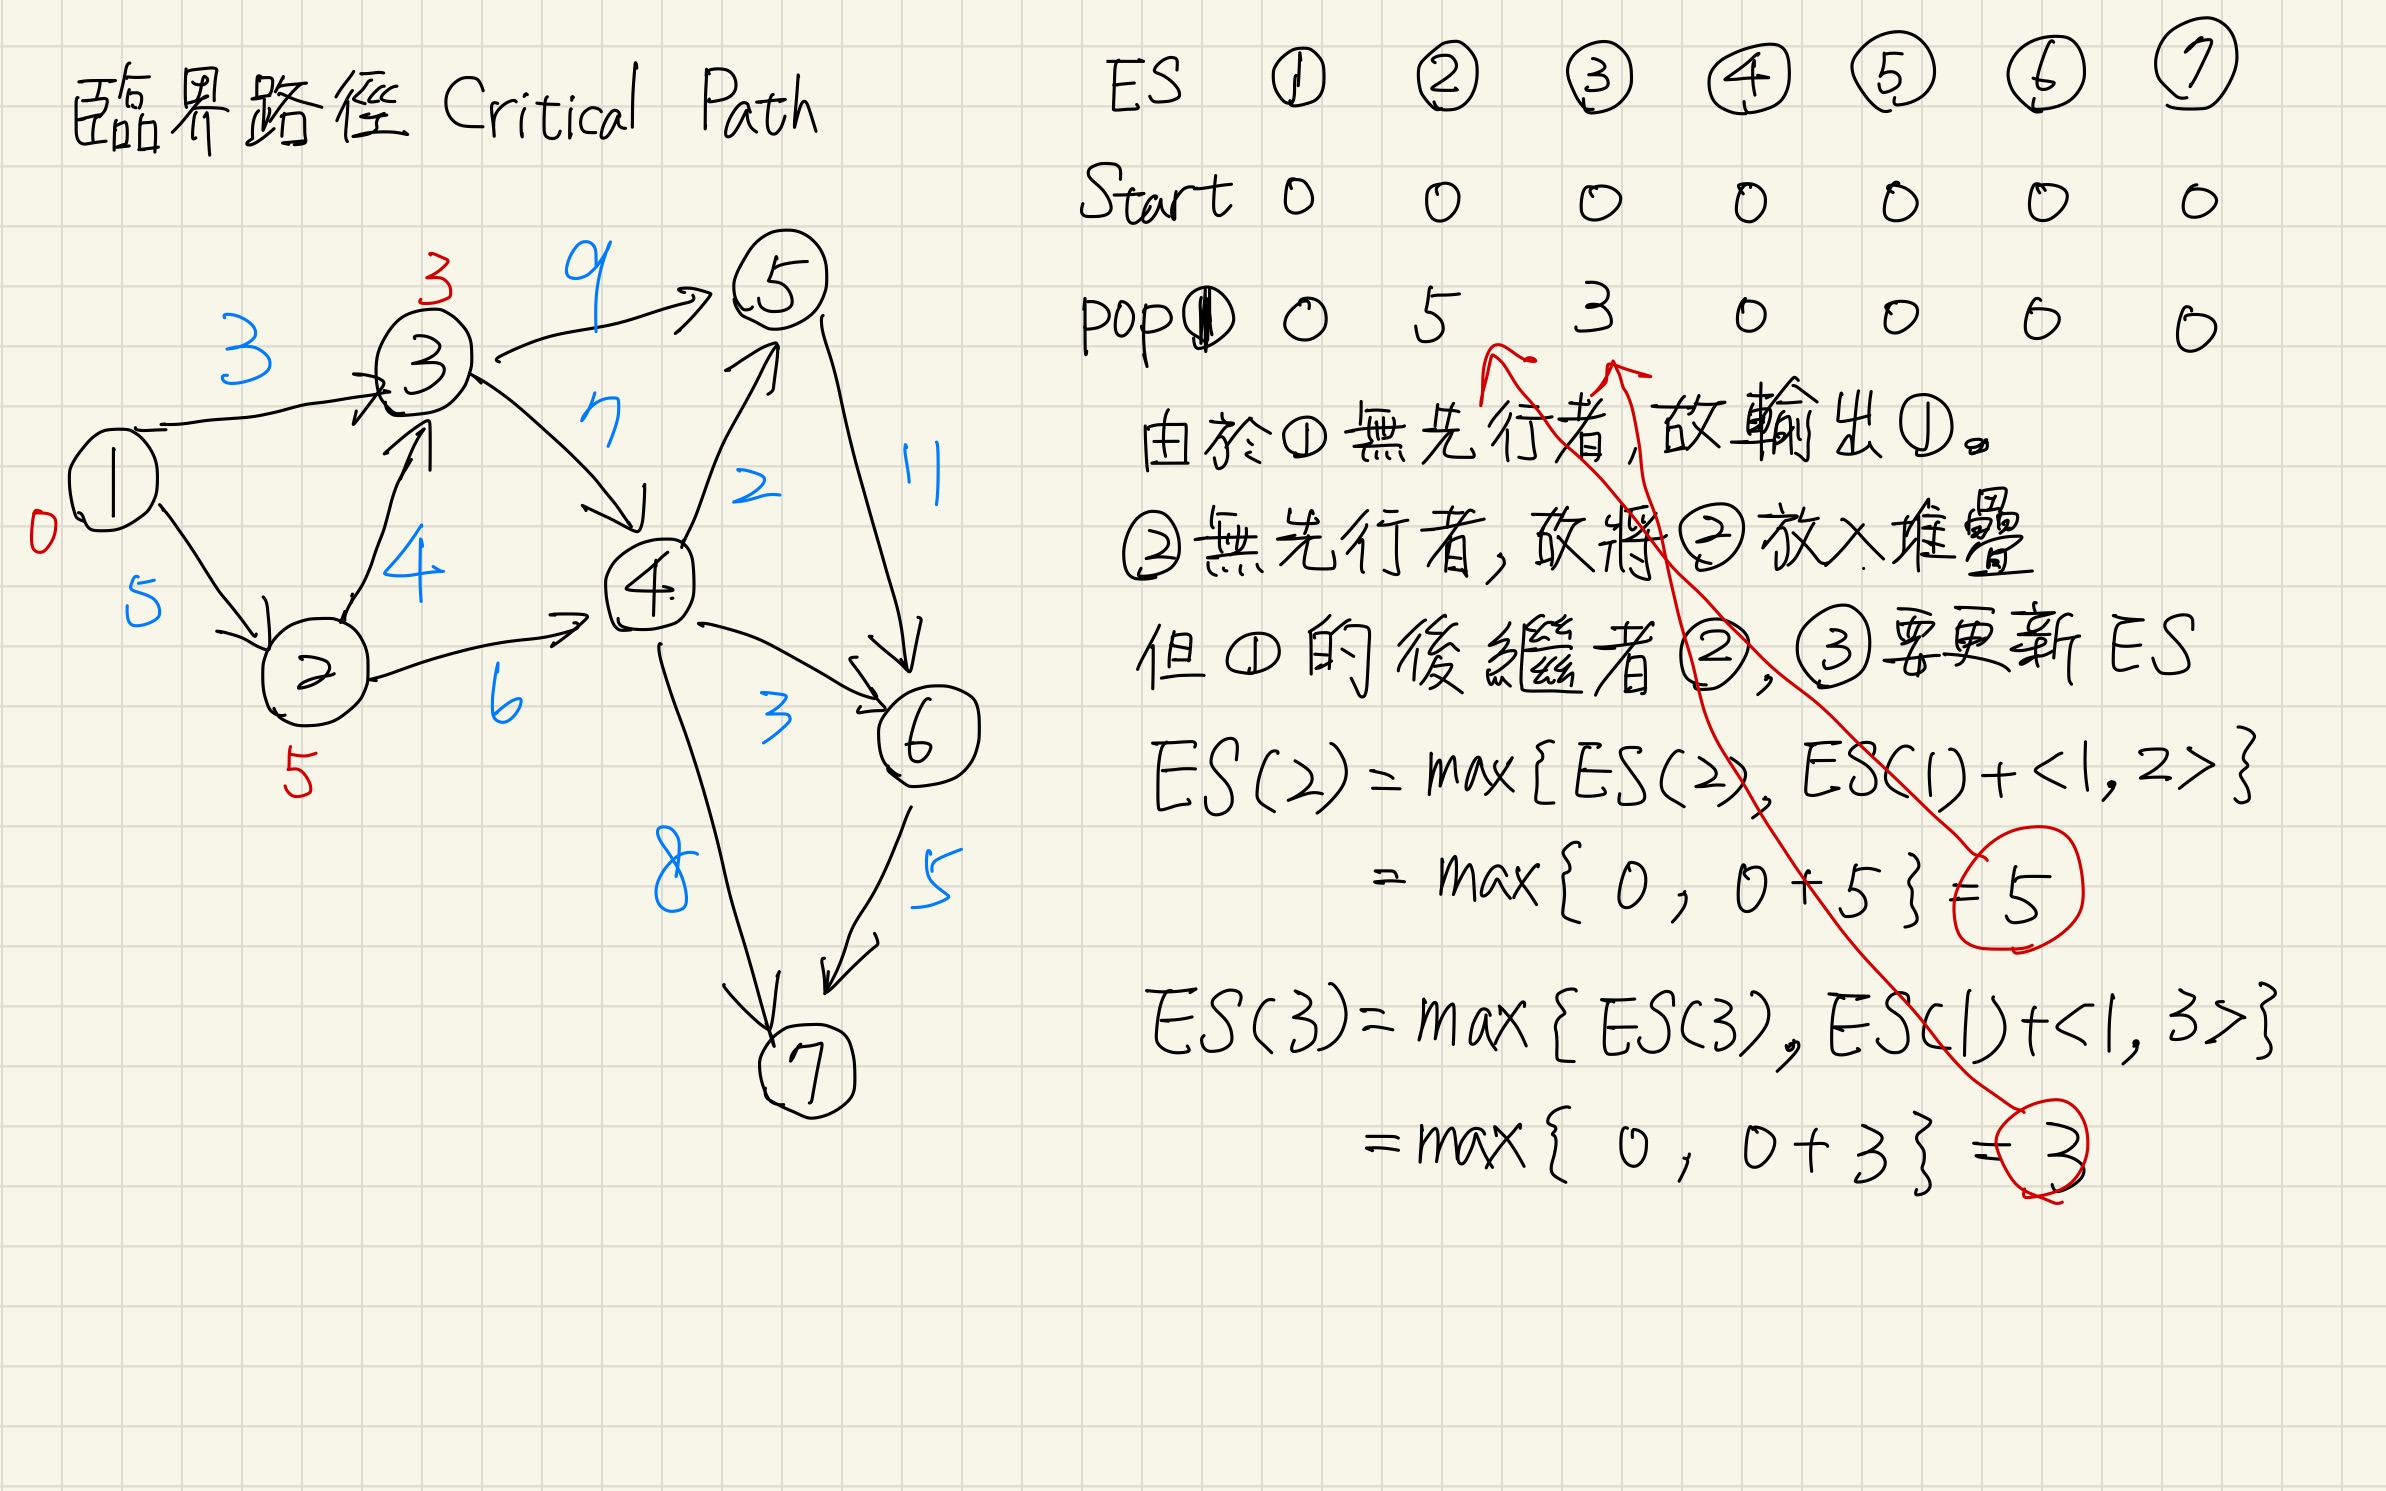 臨界路徑 Critical Path
3
9
5
3
3
7
1
2
11
0
5
4
4
2
6
3
6
5
8
5
7
ES ① ② ③ ④ ⑤ ⑥ ⑦
Start 0 0 0 0 0 0 0
pop① 0 5 3 0 0 0 0
由於①無先行者,故輸出①。
②無先行者,故將②放入堆疊
但①的後繼者②,③要更新ES
ES(2)=max{ES(2), ES(1)+<1,2>}
=max{0, 0+5}=5
ES(3)=max{ES(3),ES(1)+<1,3>}
=max{0, 0+3}=3